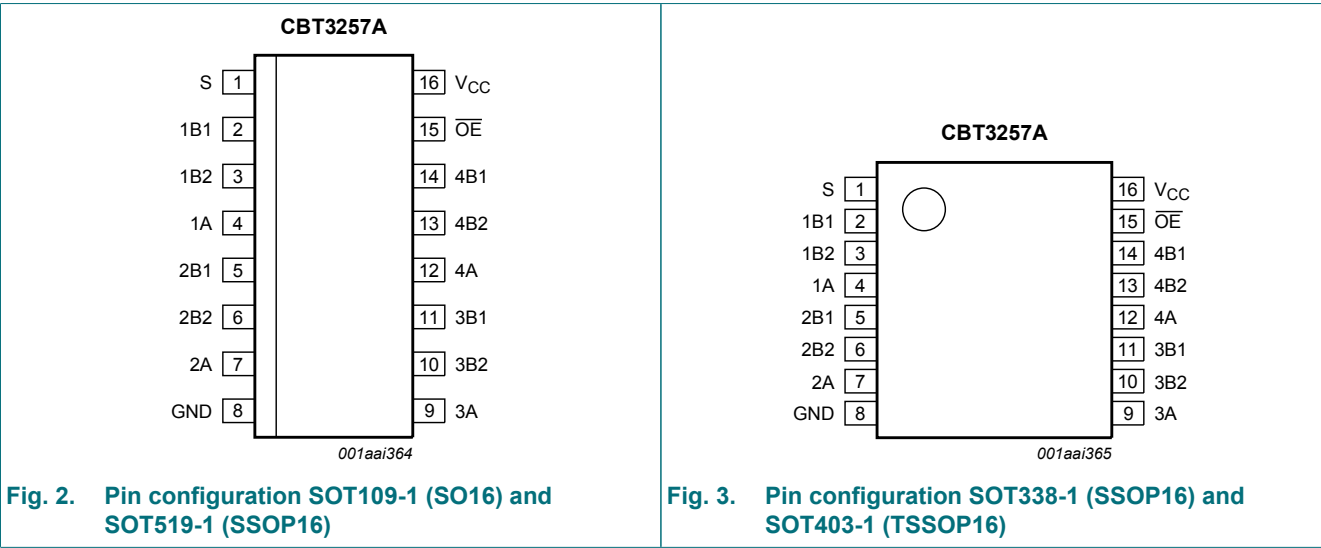 CBT3257A
S 1 16 VCC
1B1 2 15 OE
1B2 3 14 4B1
1A 4 13 4B2
2B1 5 12 4A
2B2 6 11 3B1
2A 7 10 3B2
GND 8 9 3A
001aai364
Fig. 2. Pin configuration SOT109-1 (SO16) and
SOT519-1 (SSOP16)
CBT3257A
S 1 16 VCC
1B1 2 15 OE
1B2 3 14 4B1
1A 4 13 4B2
2B1 5 12 4A
2B2 6 11 3B1
2A 7 10 3B2
GND 8 9 3A
001aai365
Fig. 3. Pin configuration SOT338-1 (SSOP16) and
SOT403-1 (TSSOP16)